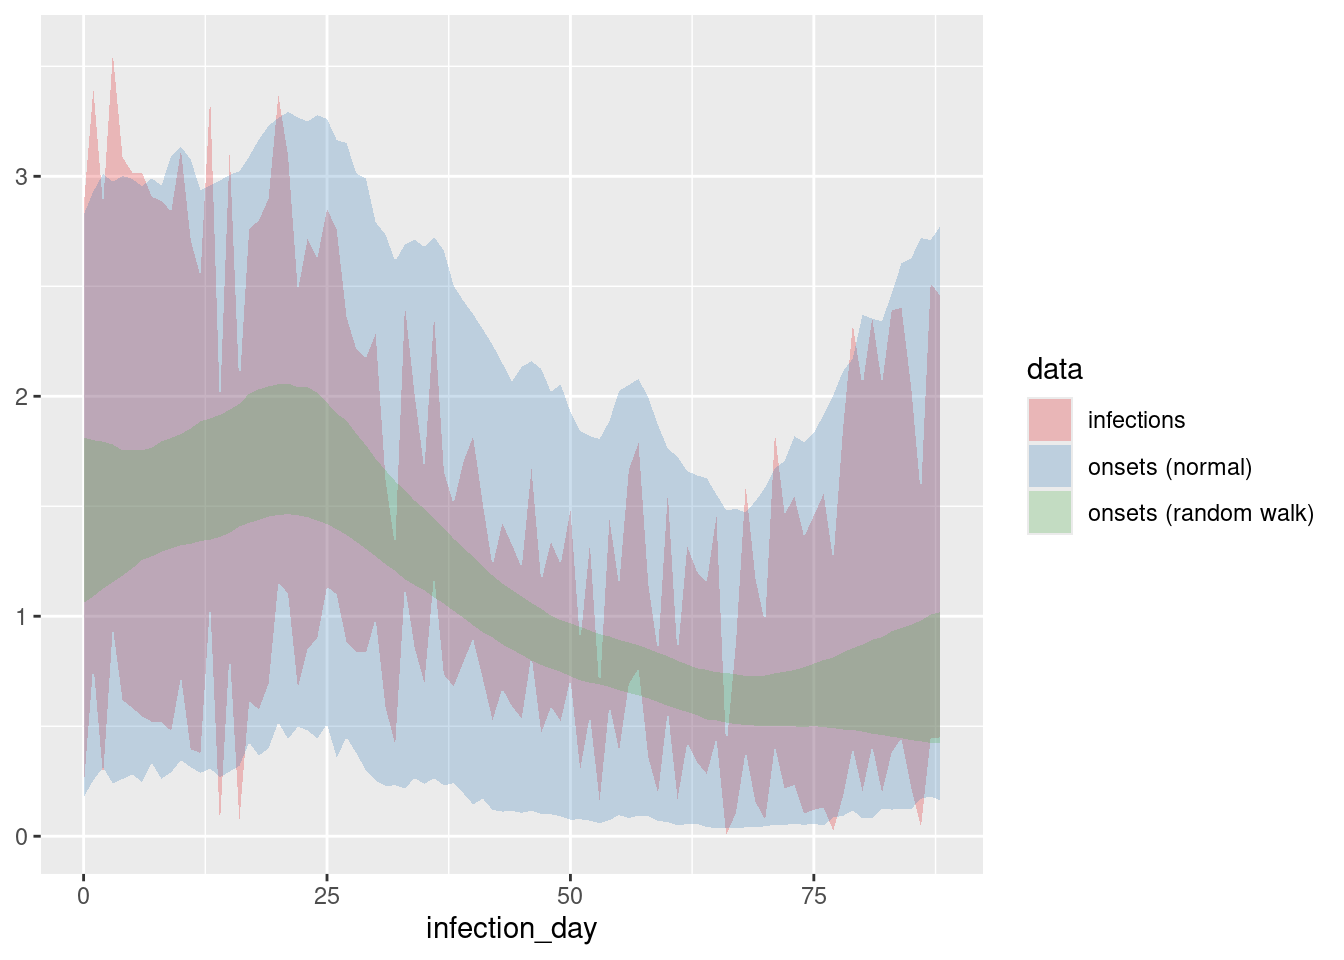 3
2
1
0
0 25 50 75
infection_day
data
infections
onsets (normal)
onsets (random walk)